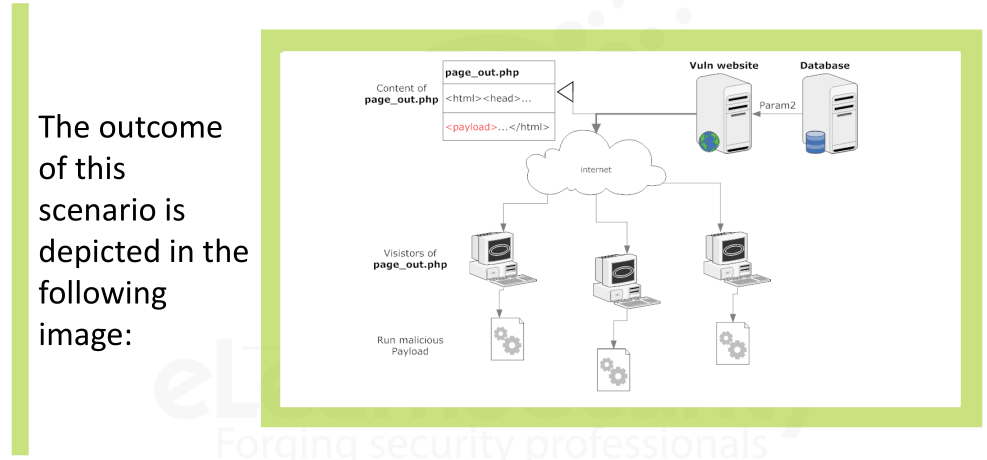 The outcome
of this
scenario is
depicted in the
following
image:
page_out.php
Content of
page_out.php
<html><head>...
<payload>...</html>
Vuln website
Database
Param2
internet
Visistors of
page_out.php
Run malicious
Payload
eLearnSecurity
Forging security professionals